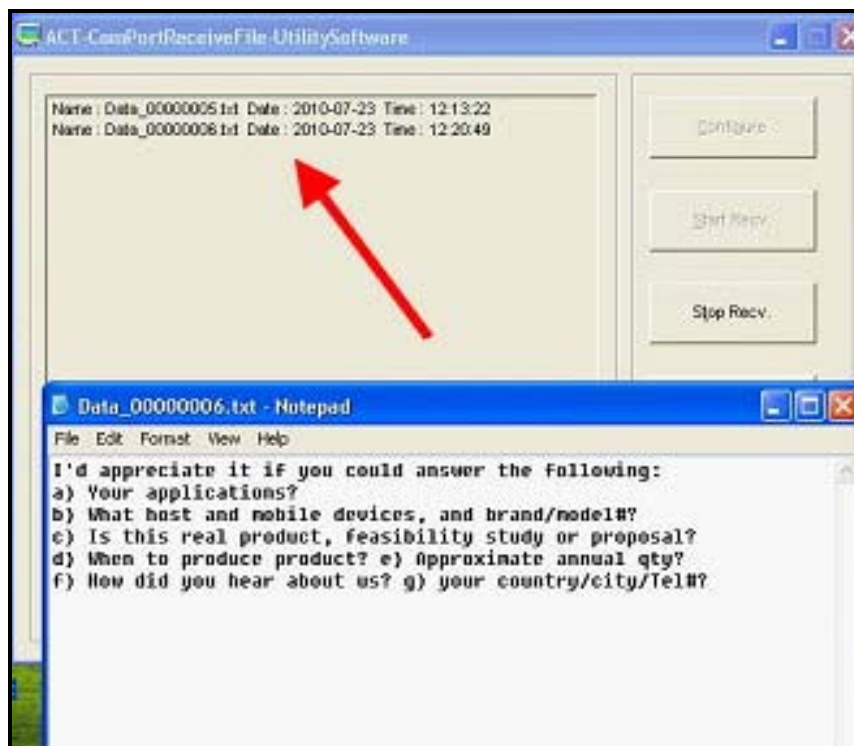 ACT-ComPortReceiveFile-UtilitySoftware
Name : Data_00000005.txt Date : 2010-07-23 Time : 12:13:22
Name : Data_00000006.txt Date : 2010-07-23 Time : 12:20:49
Configure
Start Recv.
Stop Recv.
Data_00000006.txt - Notepad
File Edit Format View Help
I'd appreciate it if you could answer the following:
a) Your applications?
b) What host and mobile devices, and brand/model#?
c) Is this real product, feasibility study or proposal?
d) When to produce product? e) Approximate annual qty?
f) How did you hear about us? g) your country/city/Tel#?